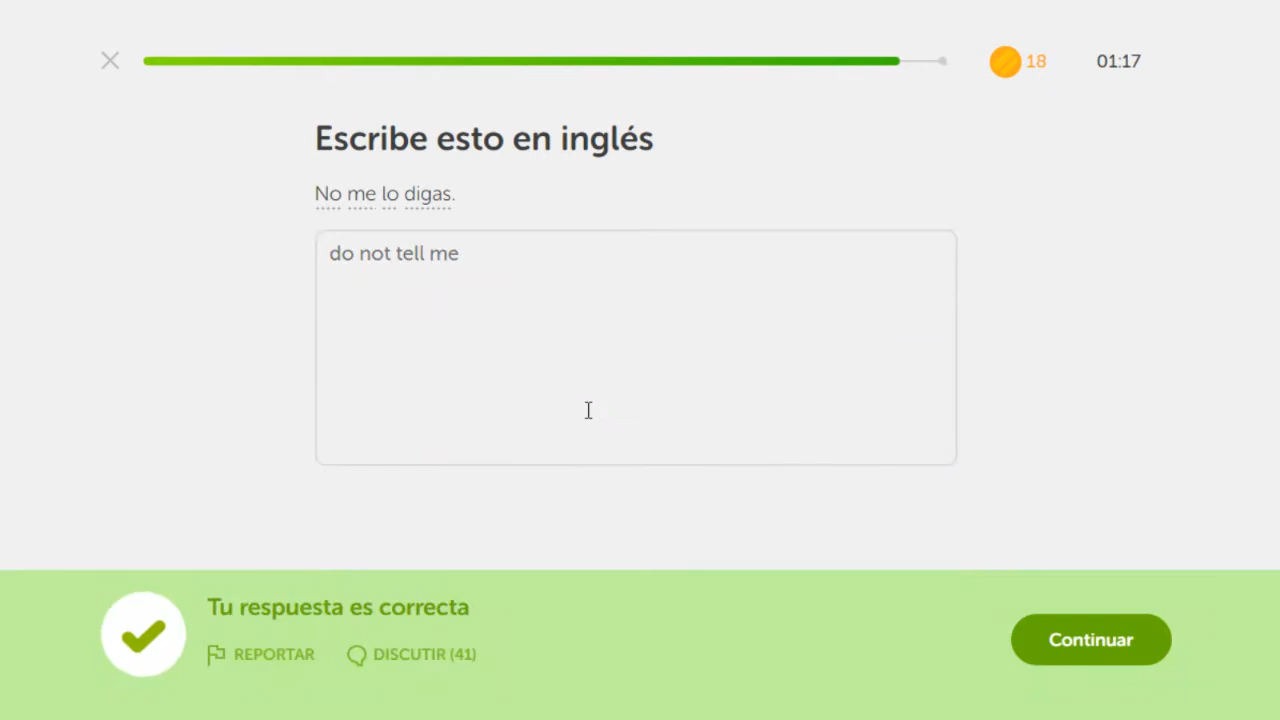 18 01:17
Escribe esto en inglés
No me lo digas.
do not tell me
Tu respuesta es correcta
REPORTAR DISCUTIR (41)
Continuar